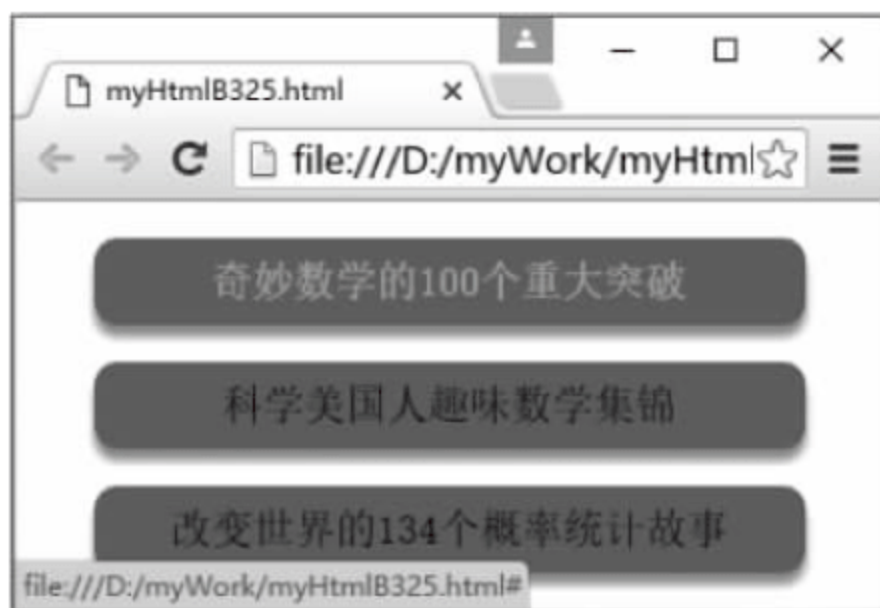 myHtmlB325.html
file:///D:/myWork/myHtml
奇妙数学的100个重大突破
科学美国人趣味数学集锦
改变世界的134个概率统计故事
file:///D:/myWork/myHtmlB325.html#